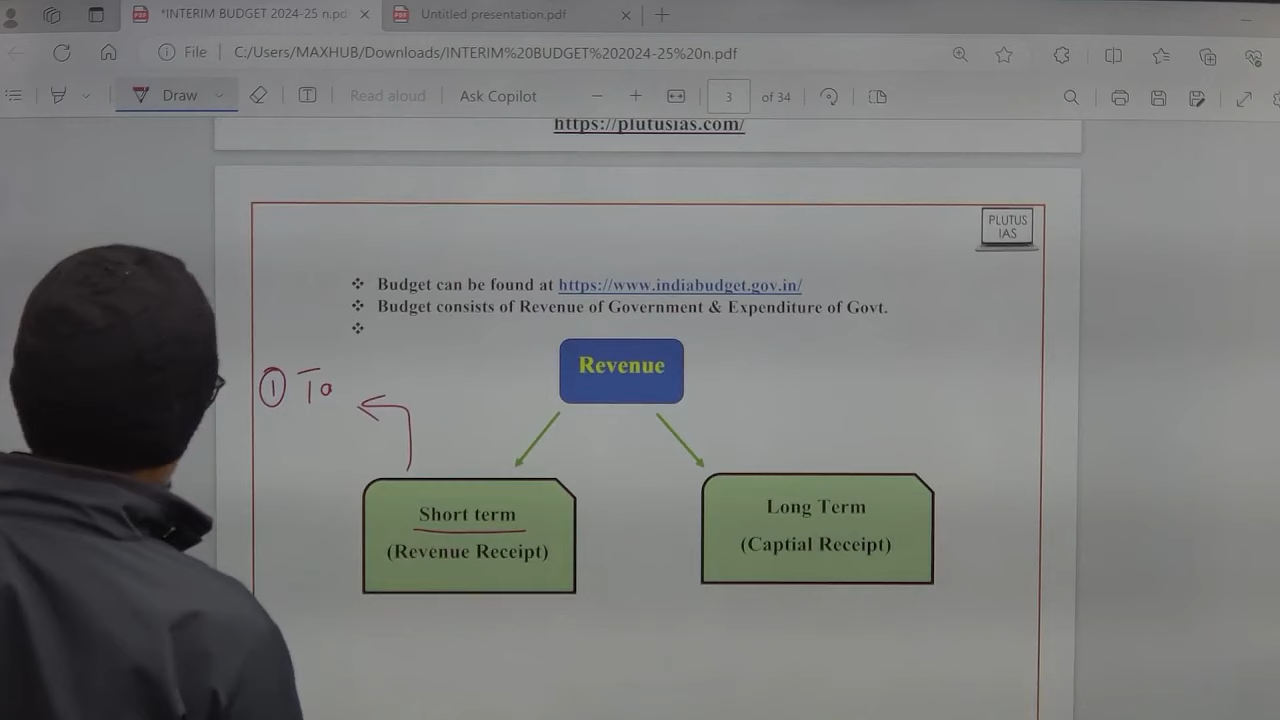 *INTERIM BUDGET 2024-25 n.pd
Untitled presentation.pdf
File
C:/Users/MAXHUB/Downloads/INTERIM%20BUDGET%202024-25%20n.pdf
Draw
Read aloud
Ask Copilot
3
of 34
https://plutusias.com/
PLUTUS
IAS
❖ Budget can be found at https://www.indiabudget.gov.in/
❖ Budget consists of Revenue of Government & Expenditure of Govt.
❖
Revenue
① Ta
Short term
(Revenue Receipt)
Long Term
(Captial Receipt)